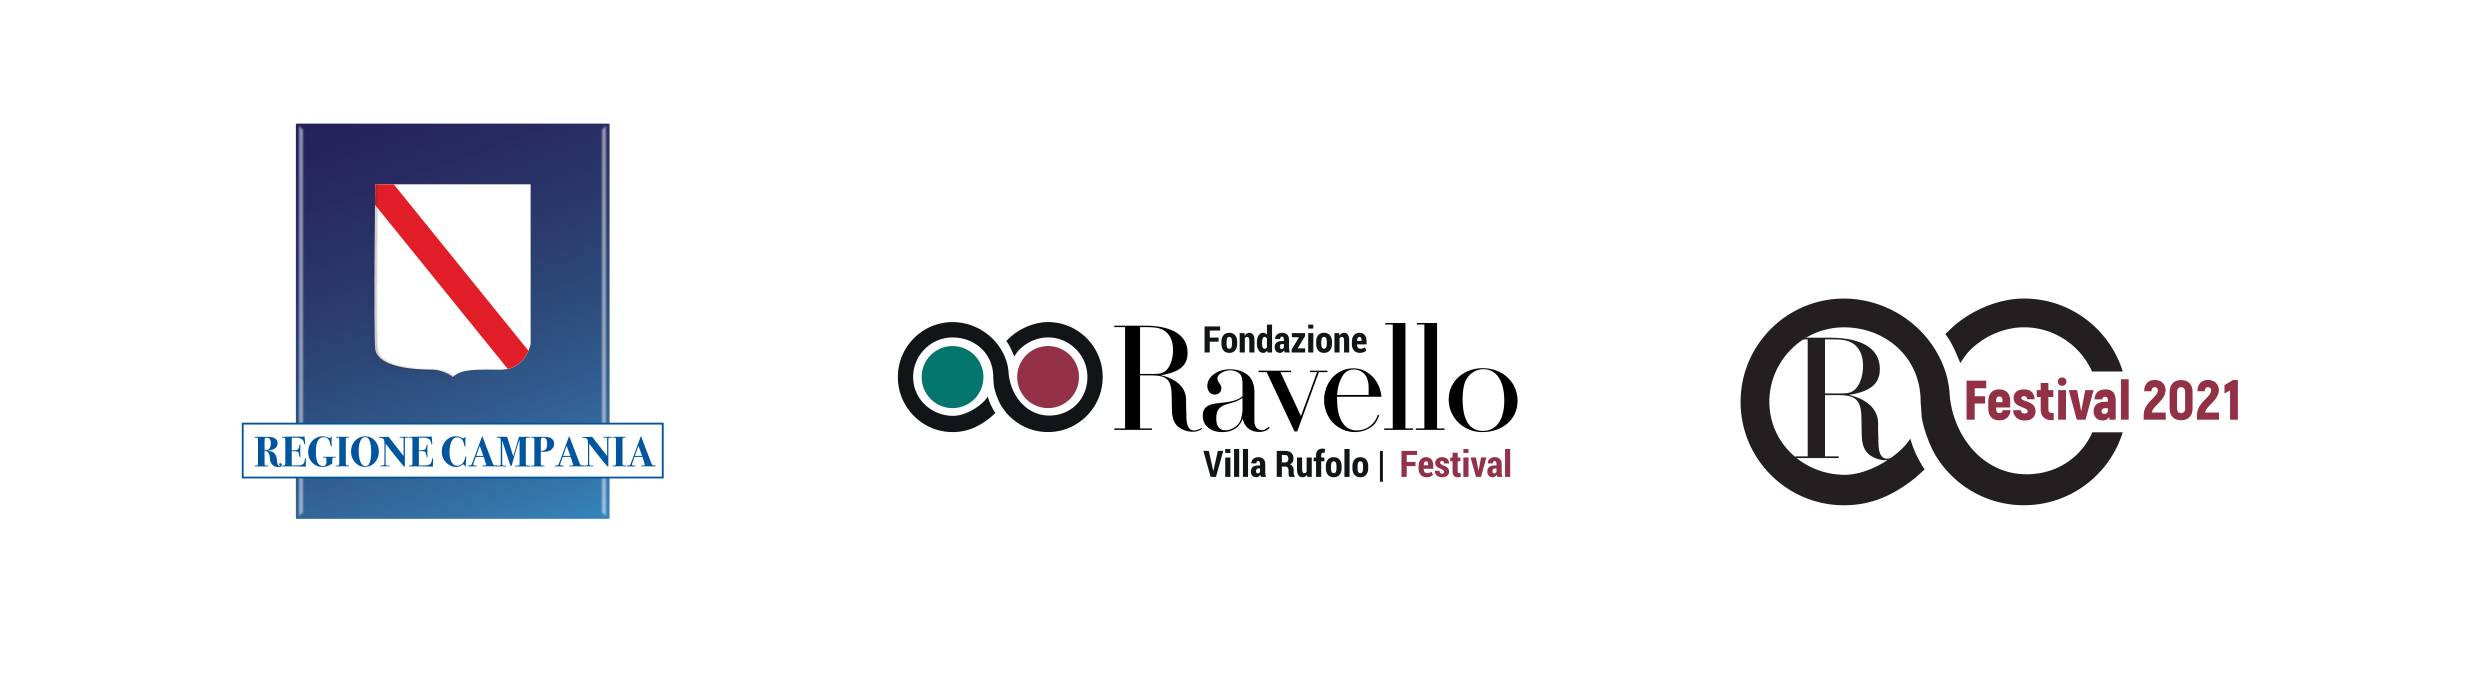 REGIONE CAMPANIA
Fondazione
Ravello
Villa Rufolo | Festival
R
Festival 2021